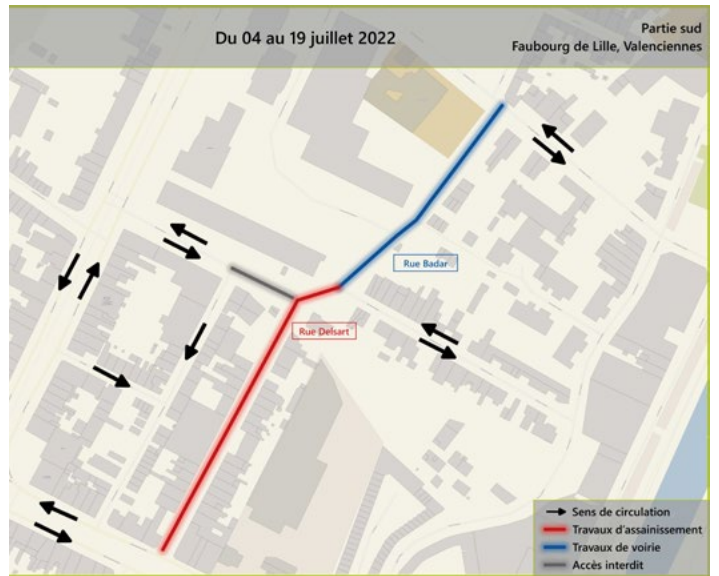 Du 04 au 19 juillet 2022
Partie sud
Faubourg de Lille, Valenciennes
Rue Badar
Rue Delsart
Sens de circulation
Travaux d'assainissement
Travaux de voirie
Accès interdit